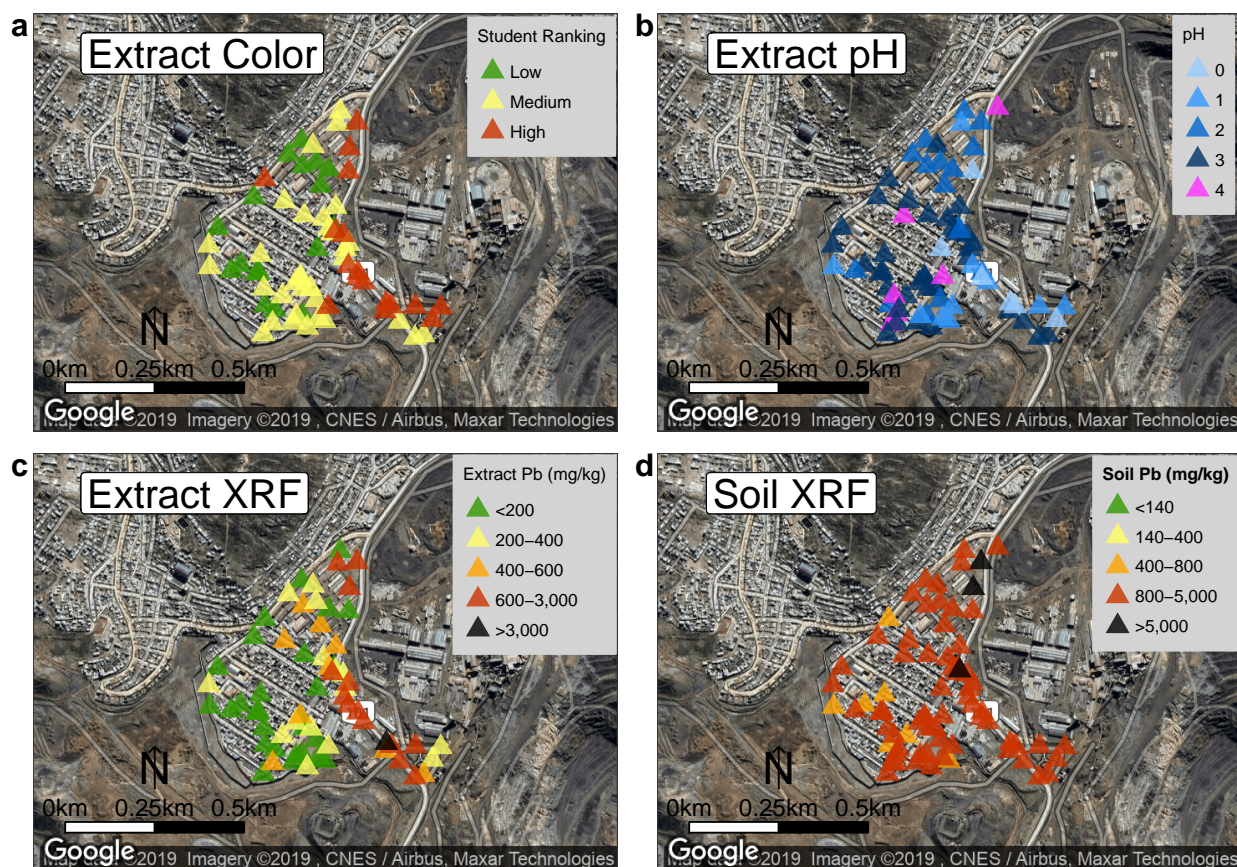 a
Extract Color
Student Ranking
Low
Medium
High
N
0km 0.25km 0.5km
Google
©2019 Imagery ©2019 , CNES / Airbus, Maxar Technologies
b
Extract pH
pH
0
1
2
3
4
N
0km 0.25km 0.5km
Google
©2019 Imagery ©2019 , CNES / Airbus, Maxar Technologies
c
Extract XRF
Extract Pb (mg/kg)
<200
200–400
400–600
600–3,000
>3,000
N
0km 0.25km 0.5km
Google
©2019 Imagery ©2019 , CNES / Airbus, Maxar Technologies
d
Soil XRF
Soil Pb (mg/kg)
<140
140–400
400–800
800–5,000
>5,000
N
0km 0.25km 0.5km
Google
©2019 Imagery ©2019 , CNES / Airbus, Maxar Technologies